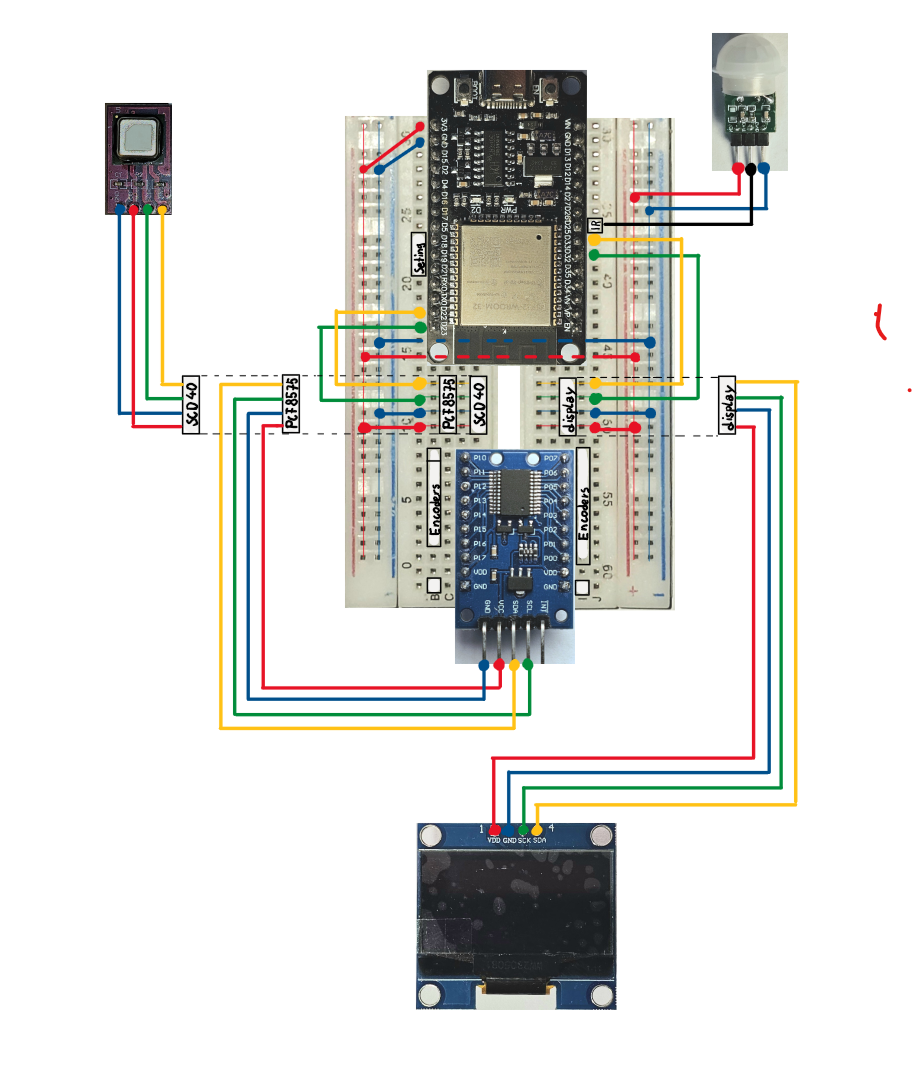 BOOT
EN
3V3 GND D15 D2 D4 D16 D17 D5 D18 D19 D21 RX0 TX0 D22 D23
VIN GND D13 D12 D14 D27 D26 D25 D33 D32 D35 D34 VN VP EN
PWR
25
20
15
10
5
0
40
45
50
55
60
IR
SCD40
PCF8575
PCF8575
SCD40
display
display
Encoders
Encoders
P10 P07
P11 P06
P12 P05
P13 P04
P14 P03
P15 P02
P16 P01
P17 P00
VDD VDD
GND GND
GND VCC SDA SCL INT
B C
J
+
1 4
VDD GND SCK SDA